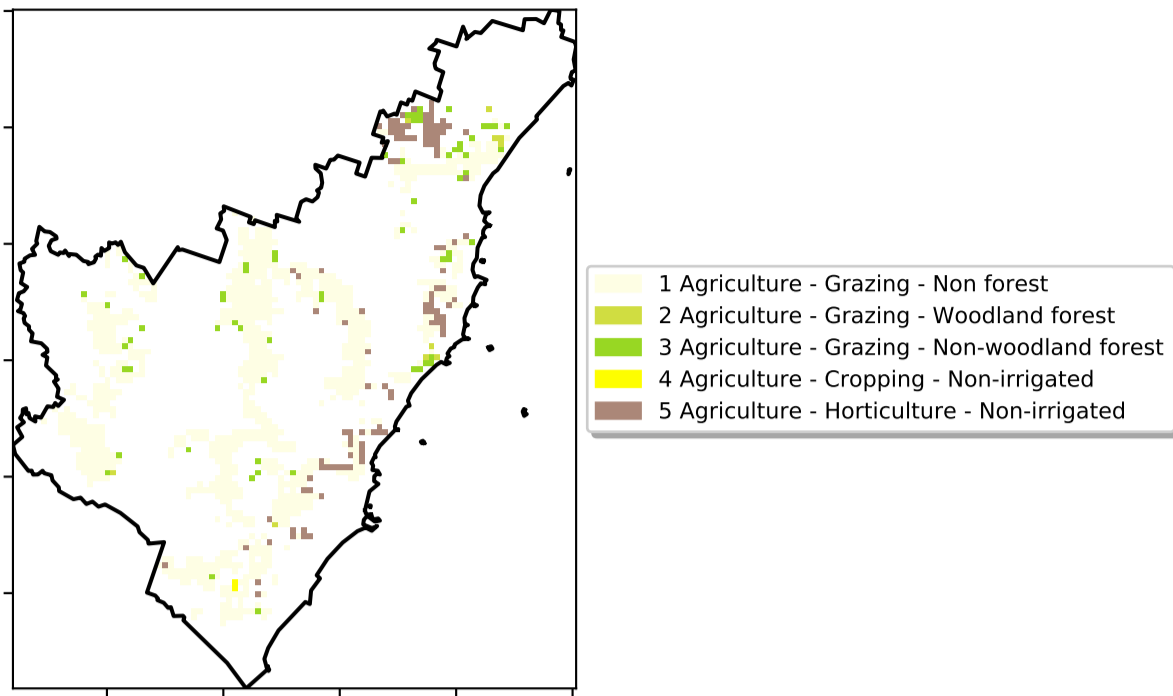 1 Agriculture - Grazing - Non forest
2 Agriculture - Grazing - Woodland forest
3 Agriculture - Grazing - Non-woodland forest
4 Agriculture - Cropping - Non-irrigated
5 Agriculture - Horticulture - Non-irrigated